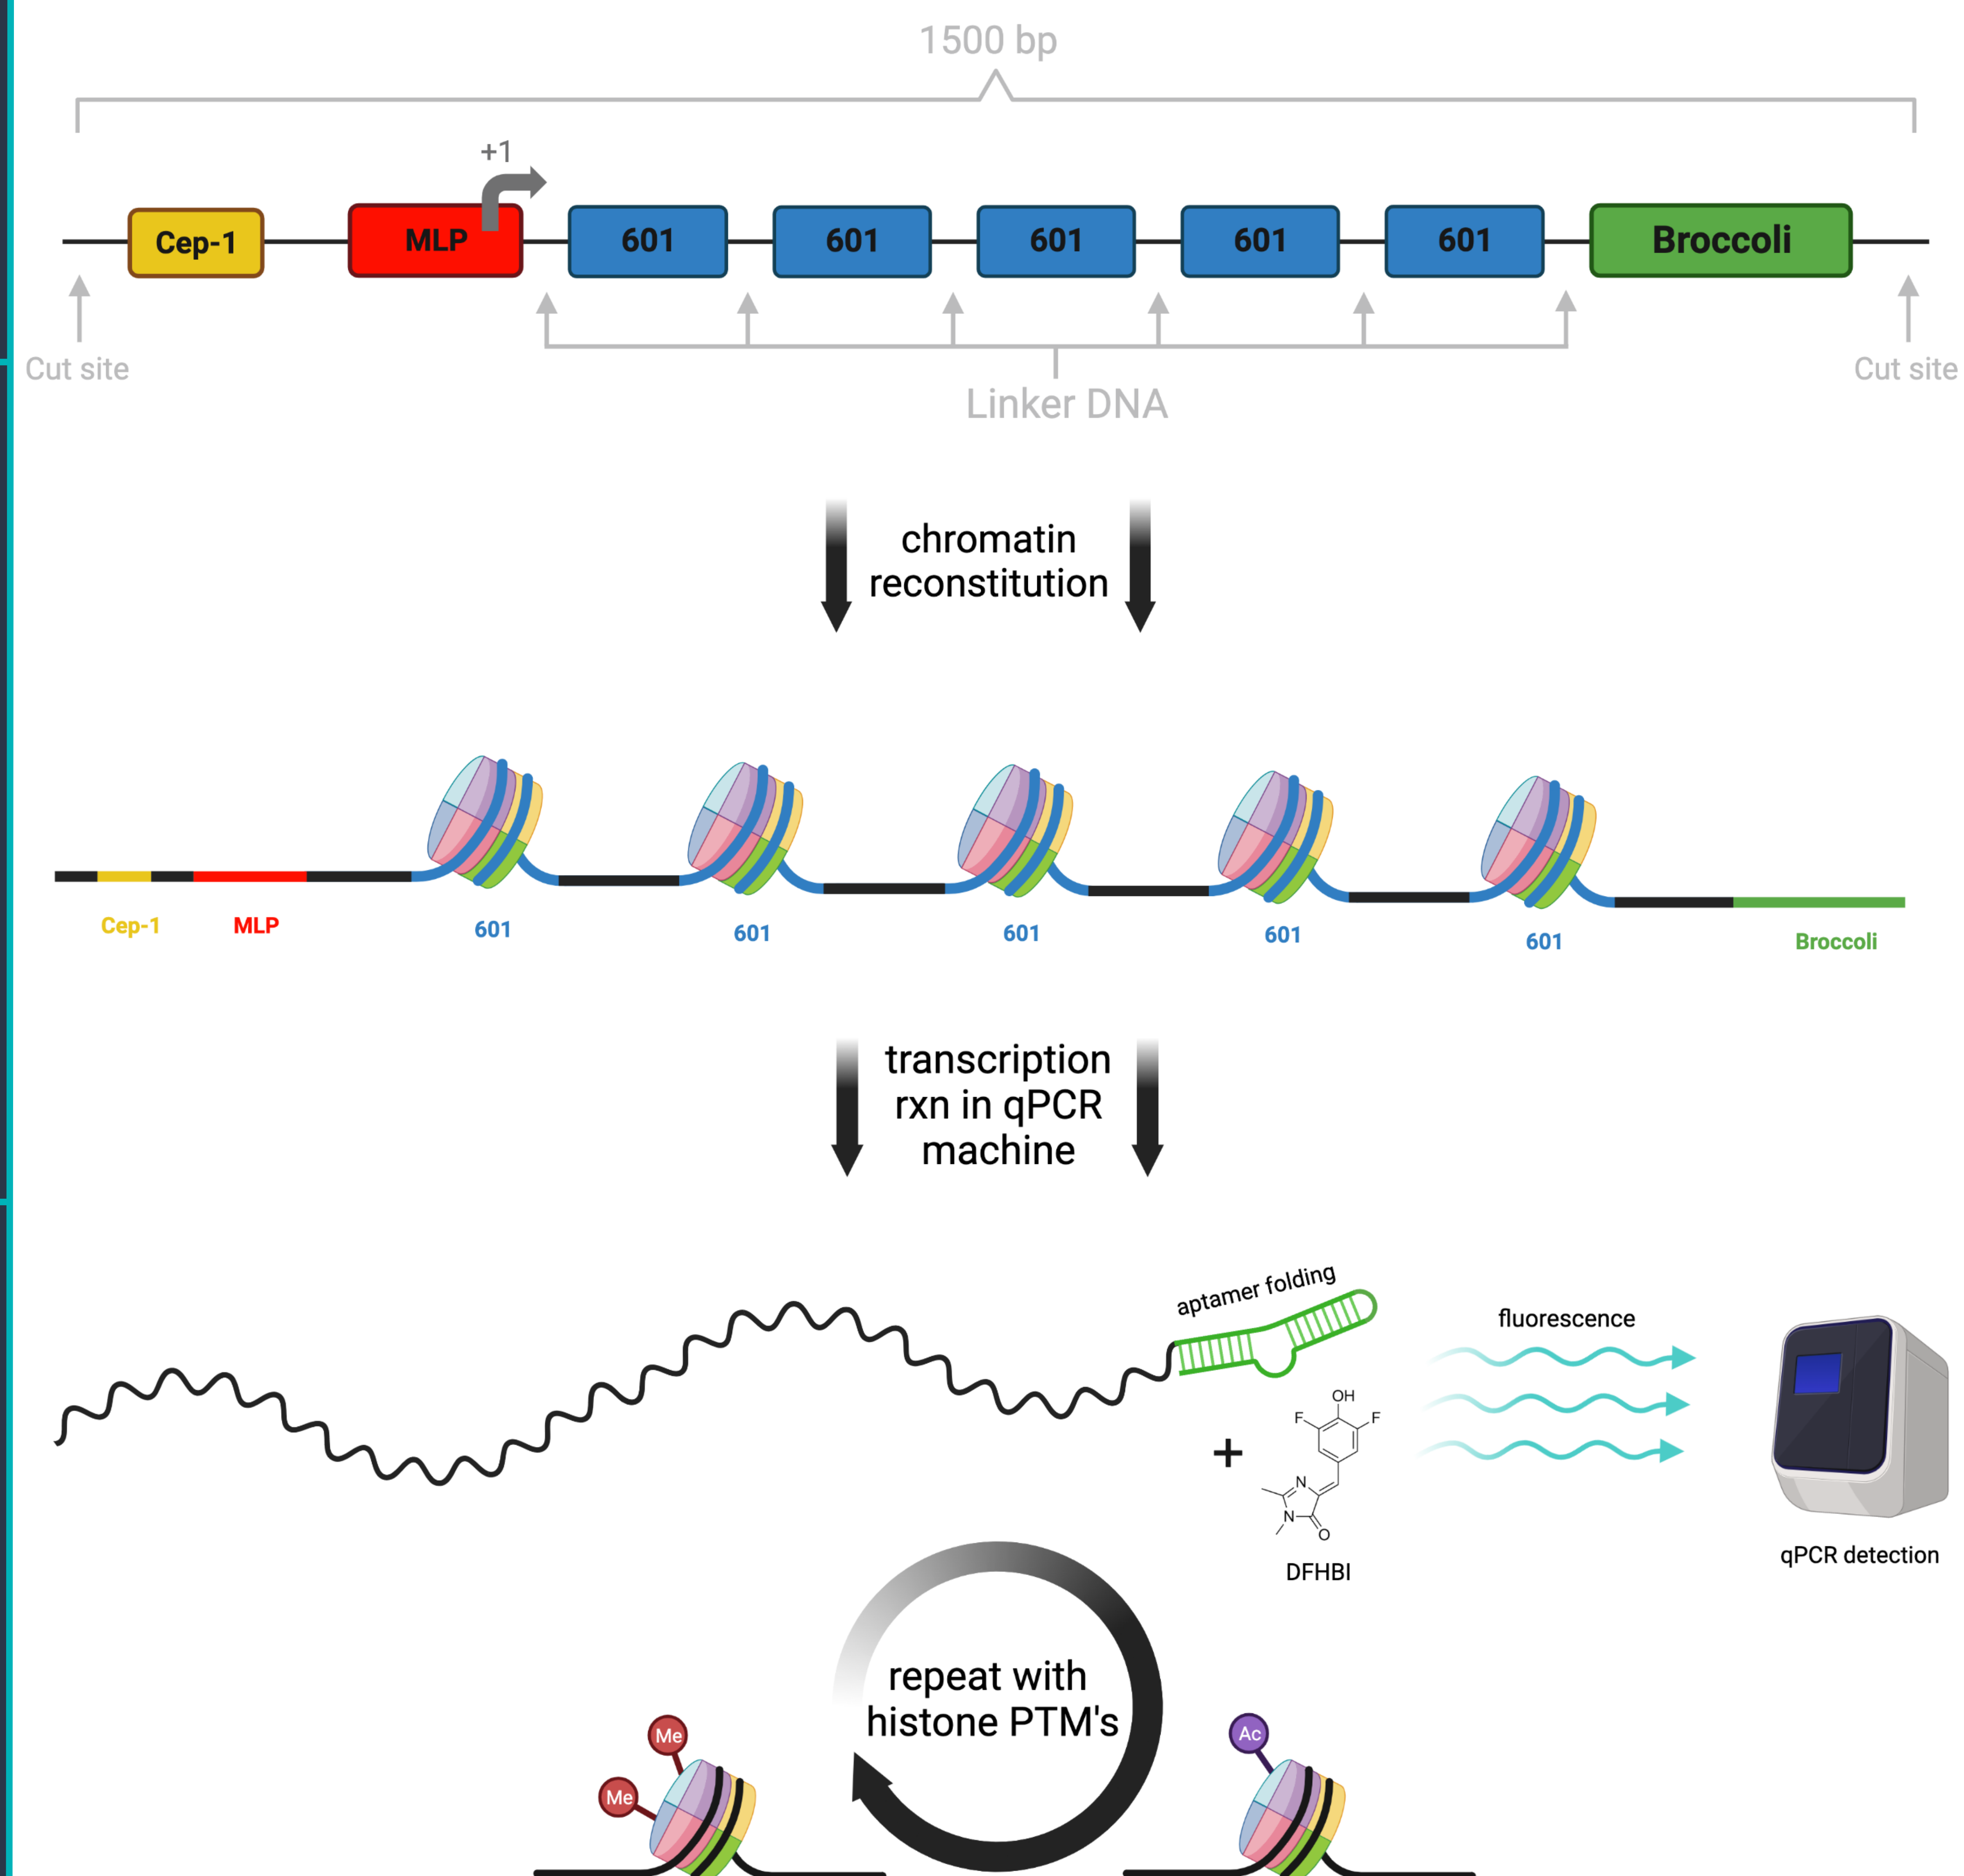 1500 bp
+1
Cep-1
MLP
601
601
601
601
601
Broccoli
Cut site
Cut site
Linker DNA
chromatin
reconstitution
Cep-1
MLP
601
601
601
601
601
Broccoli
transcription
rxn in qPCR
machine
aptamer folding
fluorescence
OH
F
F
+
N
N
O
DFHBI
qPCR detection
repeat with
histone PTM's
Me
Me
Ac